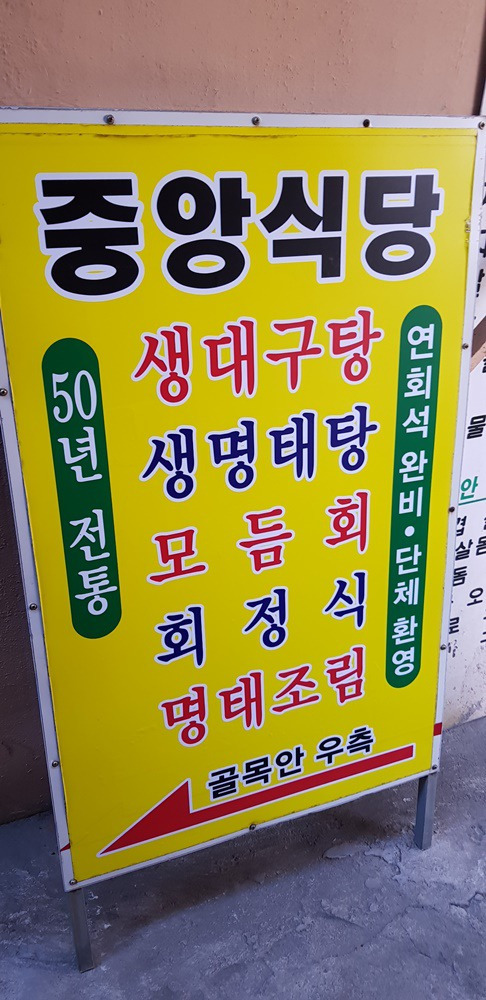 중앙식당
50년 전통
생대구탕
생명태탕
모듬회
회정식
명태조림
연회석 완비•단체환영
골목안 우측
물
안